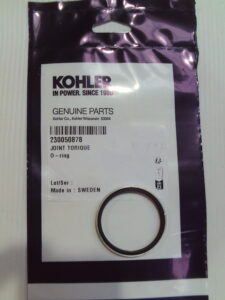 KOHLER
IN POWER. SINCE 1920
GENUINE PARTS
Kohler Co., Kohler Wisconsin 53044
230050878
JOINT TORIQUE
O-ring
Lot/Ser :
Made in : SWEDEN